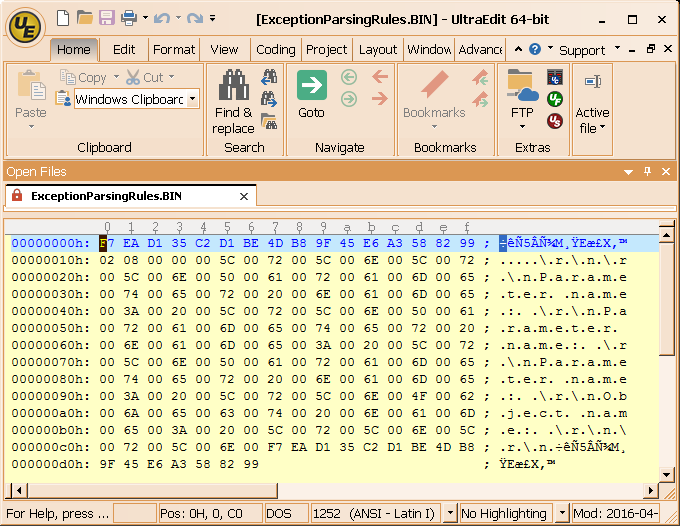 [ExceptionParsingRules.BIN] - UltraEdit 64-bit
UE
Home Edit Format View Coding Project Layout Window Advance Support
Paste Copy Cut
Windows Clipboard
Clipboard
Find & replace
Search
Goto
Navigate
Bookmarks
Bookmarks
FTP
UC
US
Extras
Active file
Open Files
ExceptionParsingRules.BIN
0 1 2 3 4 5 6 7 8 9 a b c d e f
00000000h: F7 EA D1 35 C2 D1 BE 4D B8 9F 45 E6 A3 58 82 99 ; ÷êÑ5ÂѾM¸ŸEæ£X‚™
00000010h: 02 08 00 00 00 5C 00 72 00 5C 00 6E 00 5C 00 72 ; .....\.r.\.n.\.r
00000020h: 00 5C 00 6E 00 50 00 61 00 72 00 61 00 6D 00 65 ; .\.n.P.a.r.a.m.e
00000030h: 00 74 00 65 00 72 00 20 00 6E 00 61 00 6D 00 65 ; .t.e.r. .n.a.m.e
00000040h: 00 3A 00 20 00 5C 00 72 00 5C 00 6E 00 50 00 61 ; .:. .\.r.\.n.P.a
00000050h: 00 72 00 61 00 6D 00 65 00 74 00 65 00 72 00 20 ; .r.a.m.e.t.e.r.
00000060h: 00 6E 00 61 00 6D 00 65 00 3A 00 20 00 5C 00 72 ; .n.a.m.e.:. .\.r
00000070h: 00 5C 00 6E 00 50 00 61 00 72 00 61 00 6D 00 65 ; .\.n.P.a.r.a.m.e
00000080h: 00 74 00 65 00 72 00 20 00 6E 00 61 00 6D 00 65 ; .t.e.r. .n.a.m.e
00000090h: 00 3A 00 20 00 5C 00 72 00 5C 00 6E 00 4F 00 62 ; .:. .\.r.\.n.O.b
000000a0h: 00 6A 00 65 00 63 00 74 00 20 00 6E 00 61 00 6D ; .j.e.c.t. .n.a.m
000000b0h: 00 65 00 3A 00 20 00 5C 00 72 00 5C 00 6E 00 5C ; .e.:. .\.r.\.n.\
000000c0h: 00 72 00 5C 00 6E 00 F7 EA D1 35 C2 D1 BE 4D B8 ; .r.\.n.÷êÑ5ÂѾM¸
000000d0h: 9F 45 E6 A3 58 82 99 ; ŸEæ£X‚™
For Help, press ... Pos: 0H, 0, C0 DOS 1252 (ANSI - Latin I) No Highlighting Mod: 2016-04-